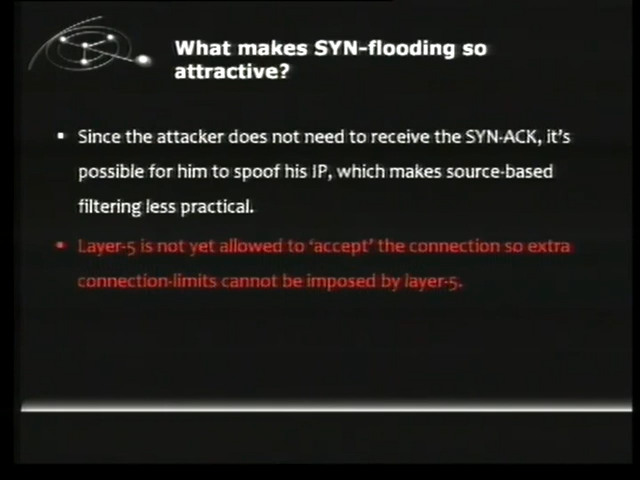 What makes SYN-flooding so
attractive?
Since the attacker does not need to receive the SYN-ACK, it's
possible for him to spoof his IP, which makes source-based
filtering less practical.
Layer-5 is not yet allowed to 'accept' the connection so extra
connection-limits cannot be imposed by layer-5.